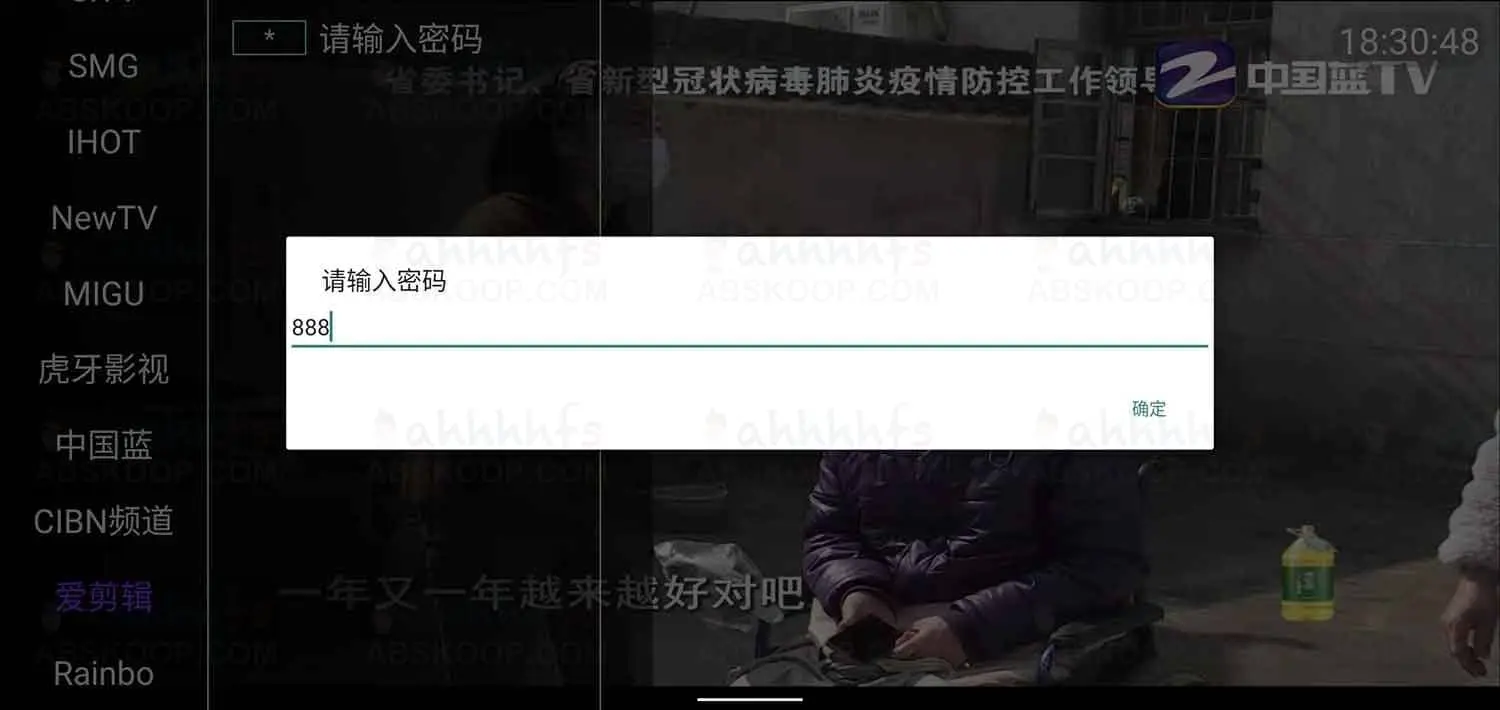 SMG
IHOT
NewTV
MIGU
虎牙影视
中国蓝
CIBN频道
爱剪辑
Rainbo
* 请输入密码
18:30:48
省委书记、省新型冠状病毒肺炎疫情防控工作领导
中国蓝TV
请输入密码
888
确定
一年又一年越来越好对吧
ahhhhfs
ABSKOOP.COM